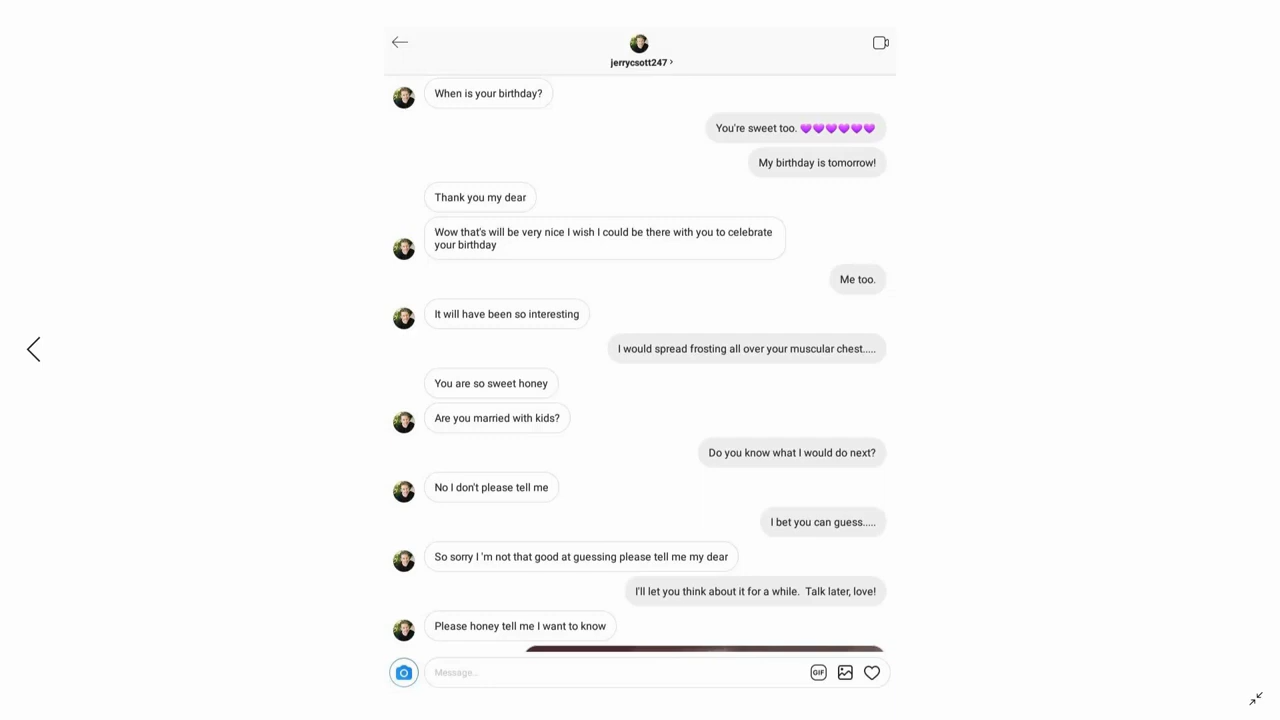 jerrycsott247 ›
When is your birthday?
You're sweet too. 💜💜💜💜💜💜
My birthday is tomorrow!
Thank you my dear
Wow that's will be very nice I wish I could be there with you to celebrate
your birthday
Me too.
It will have been so interesting
I would spread frosting all over your muscular chest.....
You are so sweet honey
Are you married with kids?
Do you know what I would do next?
No I don't please tell me
I bet you can guess.....
So sorry I 'm not that good at guessing please tell me my dear
I'll let you think about it for a while.  Talk later, love!
Please honey tell me I want to know
Message...
GIF